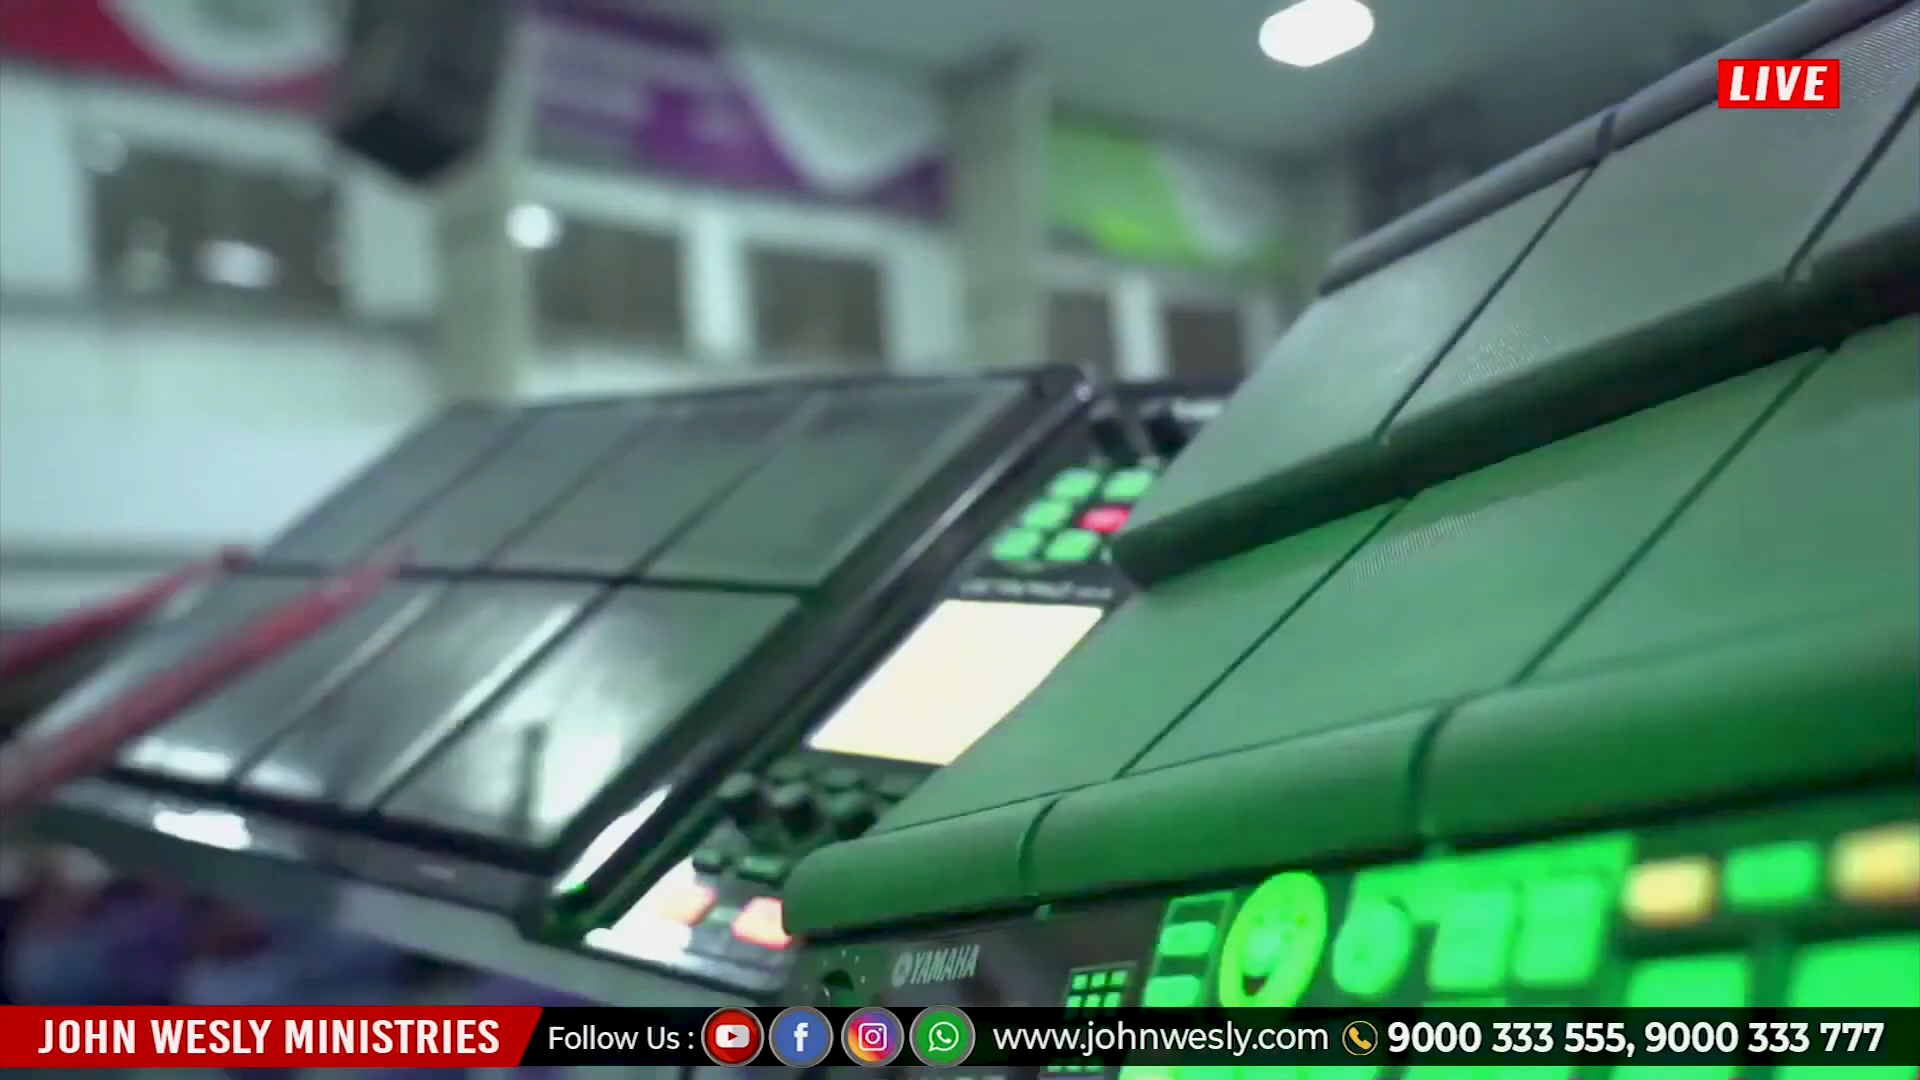 LIVE
YAMAHA
JOHN WESLY MINISTRIES
Follow Us :
www.johnwesly.com
9000 333 555, 9000 333 777